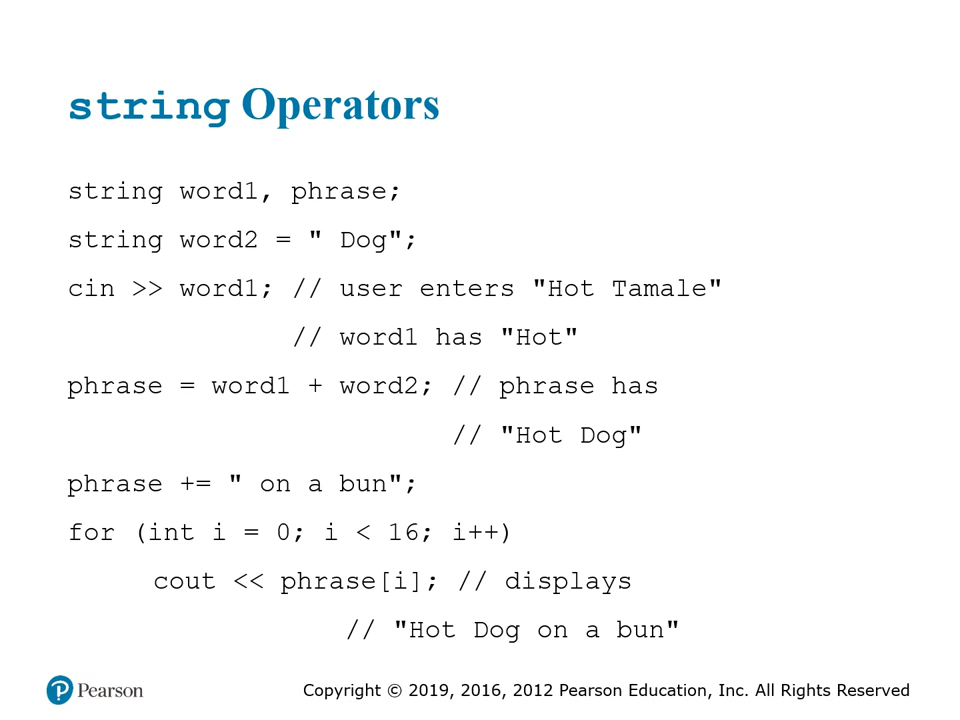 string Operators
string word1, phrase;
string word2 = " Dog";
cin >> word1; // user enters "Hot Tamale"
// word1 has "Hot"
phrase = word1 + word2; // phrase has
// "Hot Dog"
phrase += " on a bun";
for (int i = 0; i < 16; i++)
cout << phrase[i]; // displays
// "Hot Dog on a bun"
P Pearson
Copyright © 2019, 2016, 2012 Pearson Education, Inc. All Rights Reserved